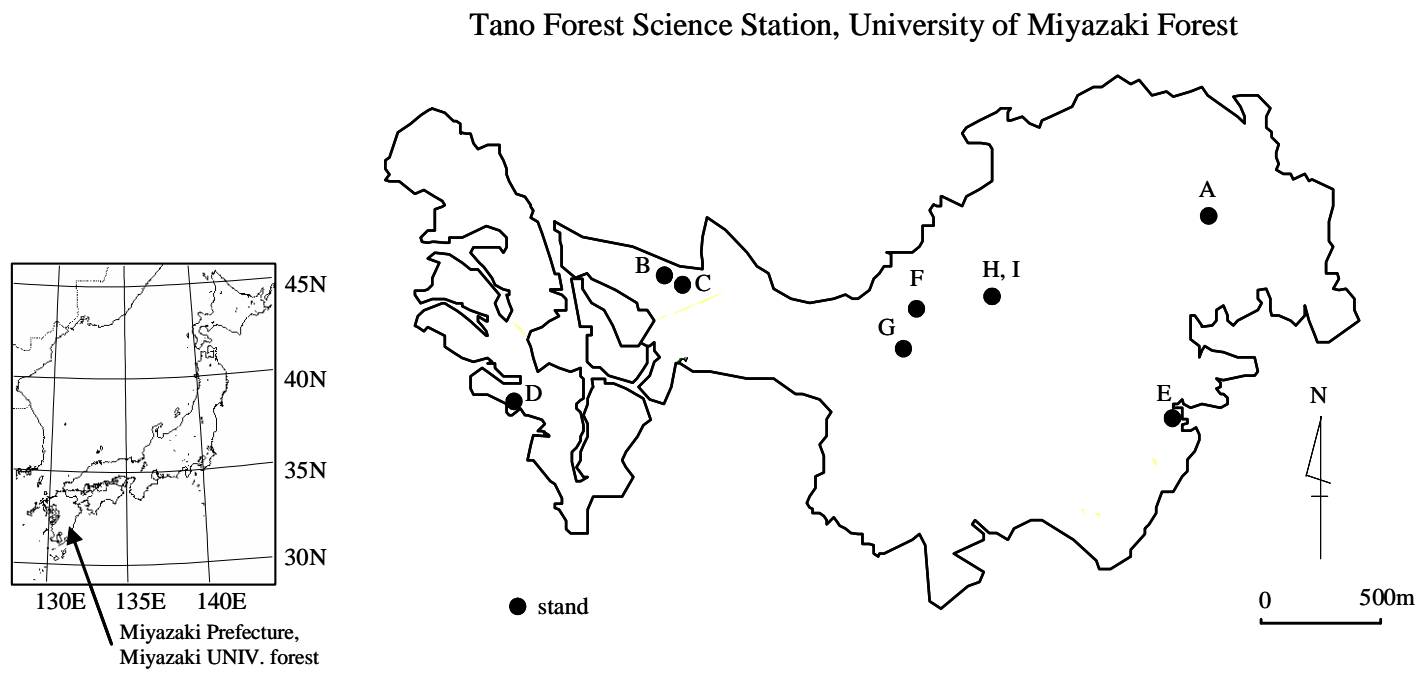 Tano Forest Science Station, University of Miyazaki Forest
A
B
C
F
H, I
G
D
E
N
45N
40N
35N
30N
130E 135E 140E
Miyazaki Prefecture,
Miyazaki UNIV. forest
stand
0 500m